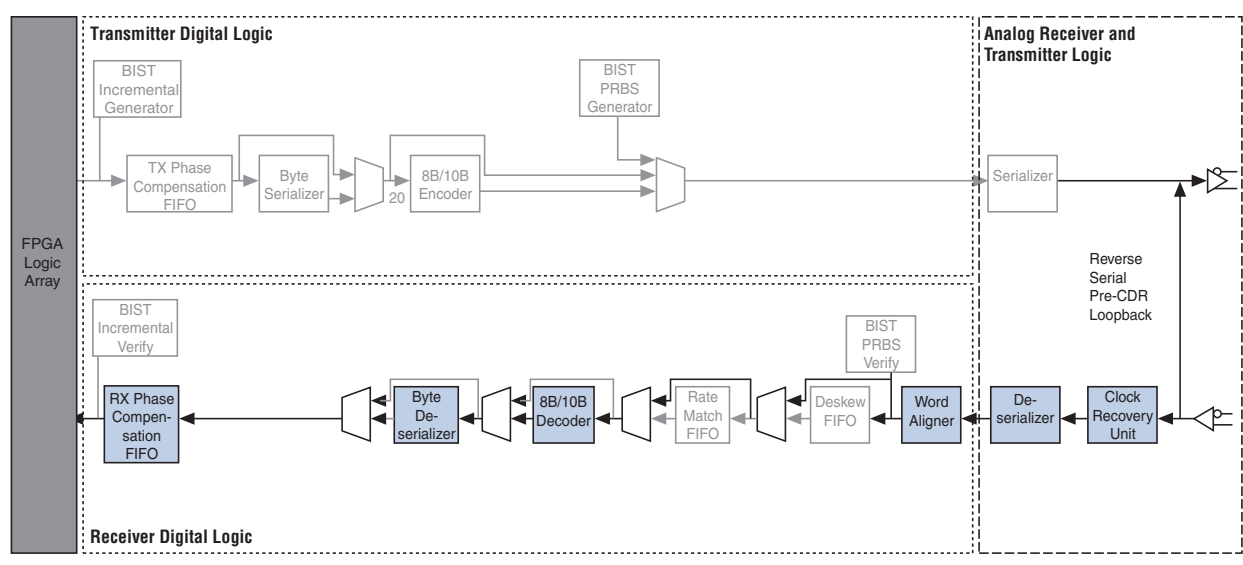 Transmitter Digital Logic
Analog Receiver and
Transmitter Logic
BIST
Incremental
Generator
BIST
PRBS
Generator
TX Phase
Compensation
FIFO
Byte
Serializer
20
8B/10B
Encoder
Serializer
FPGA
Logic
Array
Reverse
Serial
Pre-CDR
Loopback
BIST
Incremental
Verify
BIST
PRBS
Verify
RX Phase
Compen-
sation
FIFO
Byte
De-
serializer
8B/10B
Decoder
Rate
Match
FIFO
Deskew
FIFO
Word
Aligner
De-
serializer
Clock
Recovery
Unit
Receiver Digital Logic